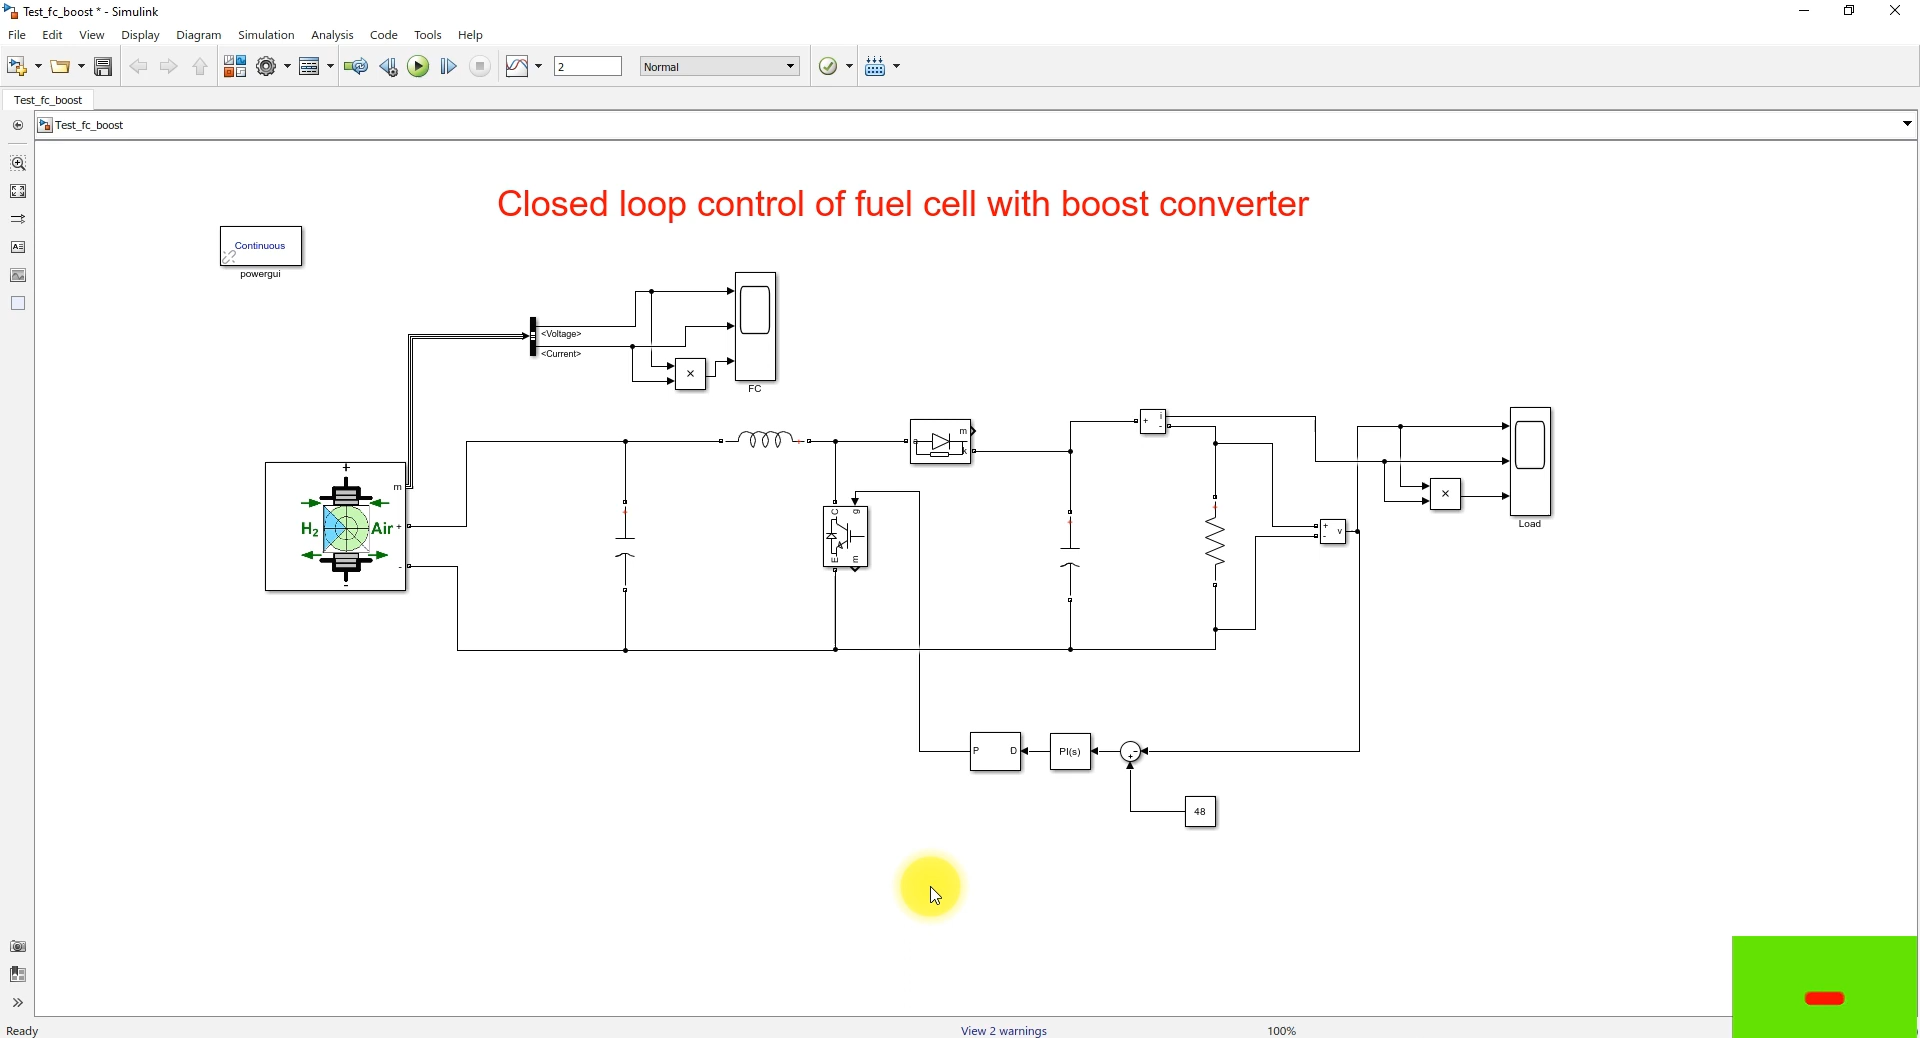 Test_fc_boost * - Simulink
File Edit View Display Diagram Simulation Analysis Code Tools Help
2 Normal
Test_fc_boost
Test_fc_boost
Closed loop control of fuel cell with boost converter
Continuous
powergui
<Voltage>
<Current>
×
FC
i
+
-
a
m
k
+
m
H₂ Air
+
-
-
C
g
E
m
+
-
v
×
Load
P D
PI(s)
-
+
48
Ready View 2 warnings 100%